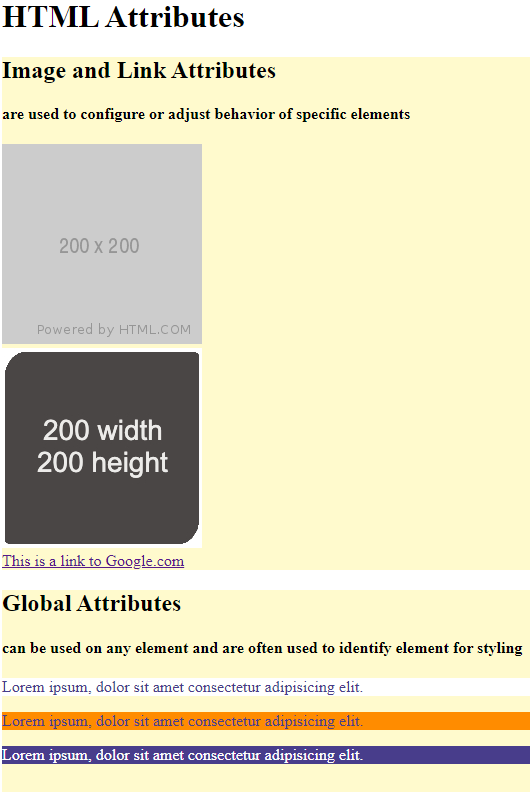 HTML Attributes
Image and Link Attributes
are used to configure or adjust behavior of specific elements
200 x 200
Powered by HTML.COM
200 width
200 height
This is a link to Google.com
Global Attributes
can be used on any element and are often used to identify element for styling
Lorem ipsum, dolor sit amet consectetur adipisicing elit.
Lorem ipsum, dolor sit amet consectetur adipisicing elit.
Lorem ipsum, dolor sit amet consectetur adipisicing elit.